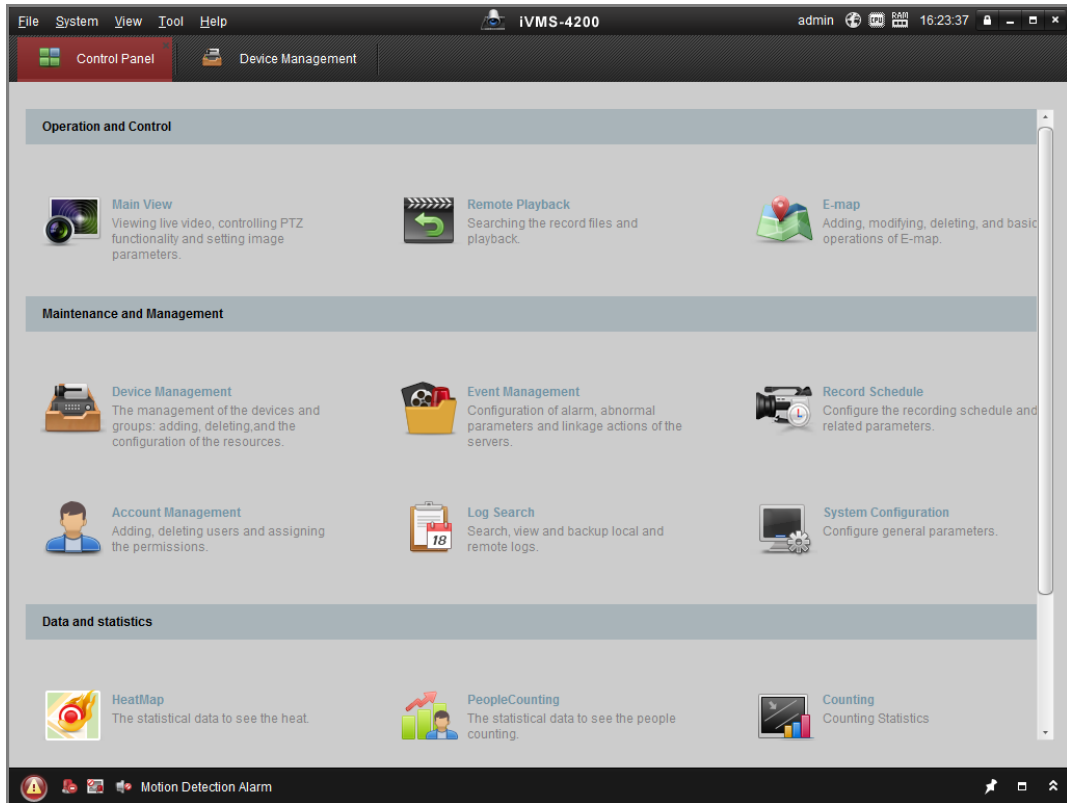 File System View Tool Help iVMS-4200 admin CPU RAM 16:23:37
Control Panel Device Management
Operation and Control
Main View
Viewing live video, controlling PTZ
functionality and setting image
parameters.
Remote Playback
Searching the record files and
playback.
E-map
Adding, modifying, deleting, and basic
operations of E-map.
Maintenance and Management
Device Management
The management of the devices and
groups: adding, deleting,and the
configuration of the resources.
Event Management
Configuration of alarm, abnormal
parameters and linkage actions of the
servers.
Record Schedule
Configure the recording schedule and
related parameters.
Account Management
Adding, deleting users and assigning
the permissions.
18
Log Search
Search, view and backup local and
remote logs.
System Configuration
Configure general parameters.
Data and statistics
HeatMap
The statistical data to see the heat.
PeopleCounting
The statistical data to see the people
counting.
Counting
Counting Statistics
Motion Detection Alarm